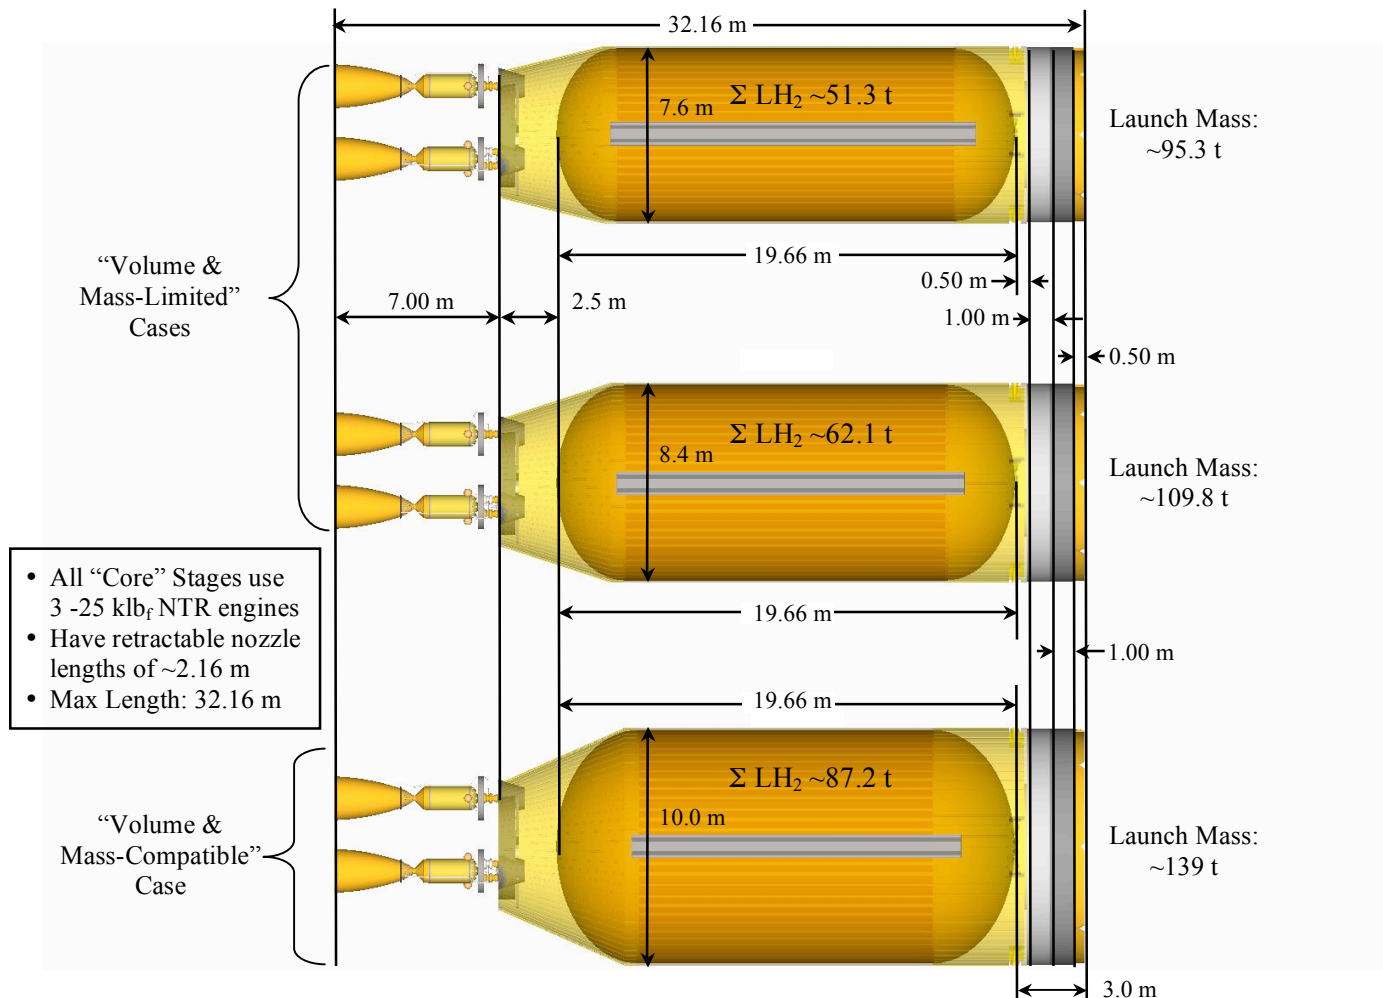 32.16 m
Σ LH₂ ~51.3 t
7.6 m
Launch Mass:
~95.3 t
19.66 m
“Volume &
Mass-Limited”
Cases
7.00 m
2.5 m
0.50 m
1.00 m
0.50 m
Σ LH₂ ~62.1 t
8.4 m
Launch Mass:
~109.8 t
19.66 m
• All “Core” Stages use
3 -25 klb_f NTR engines
• Have retractable nozzle
lengths of ~2.16 m
• Max Length: 32.16 m
1.00 m
19.66 m
Σ LH₂ ~87.2 t
10.0 m
“Volume &
Mass-Compatible”
Case
Launch Mass:
~139 t
3.0 m